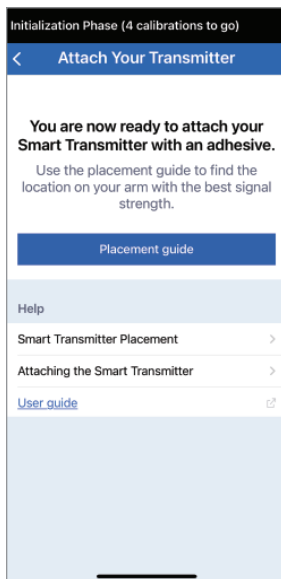 Initialization Phase (4 calibrations to go)
Attach Your Transmitter
You are now ready to attach your
Smart Transmitter with an adhesive.
Use the placement guide to find the
location on your arm with the best signal
strength.
Placement guide
Help
Smart Transmitter Placement
Attaching the Smart Transmitter
User guide